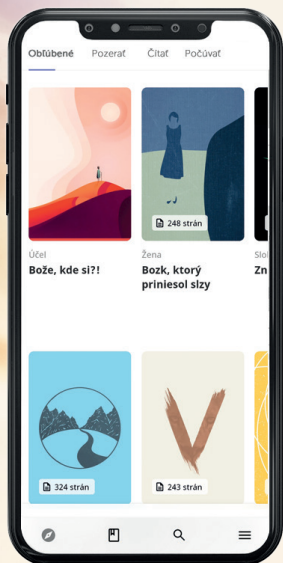 Obľúbené Pozerať Čítať Počúvať
248 strán
Účel
Bože, kde si?!
Žena
Bozk, ktorý
priniesol slzy
Zn
324 strán
V
243 strán